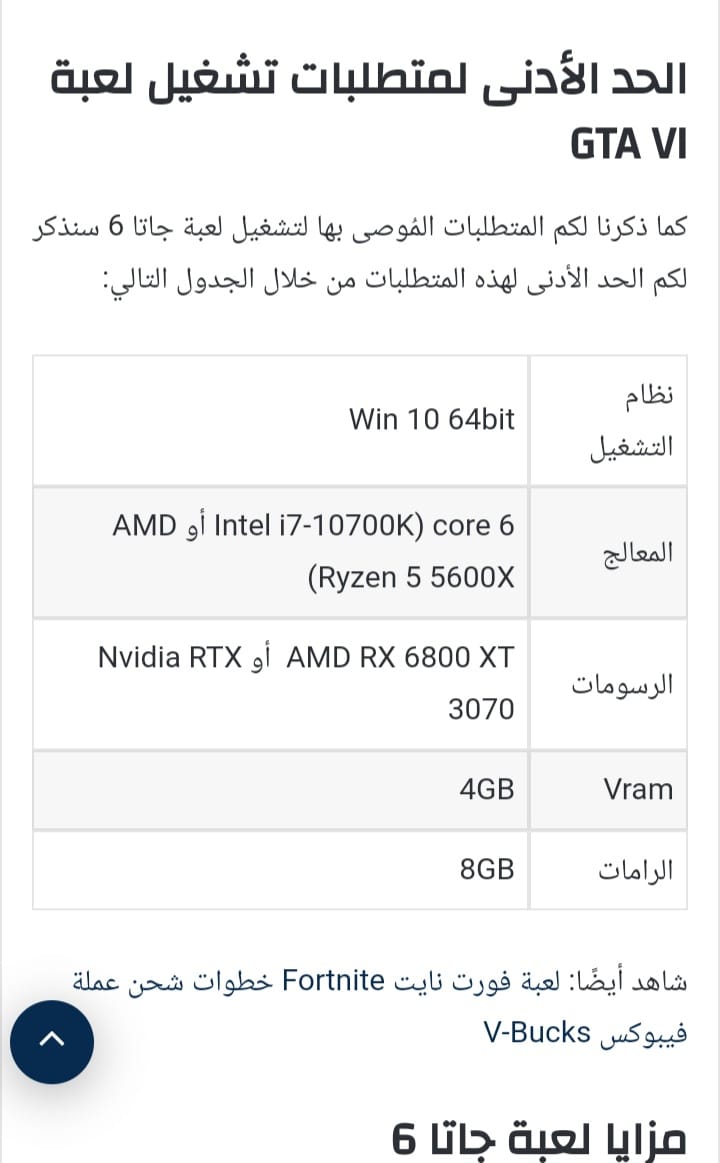 الحد الأدنى لمتطلبات تشغيل لعبة
GTA VI
كما ذكرنا لكم المتطلبات المُوصى بها لتشغيل لعبة جاتا 6 سنذكر
لكم الحد الأدنى لهذه المتطلبات من خلال الجدول التالي:
نظام
التشغيل
Win 10 64bit
المعالج
core 6 (Intel i7-10700K أو AMD
Ryzen 5 5600X)
الرسومات
AMD RX 6800 XT أو Nvidia RTX
3070
Vram
4GB
الرامات
8GB
شاهد أيضًا: لعبة فورت نايت Fortnite خطوات شحن عملة
فيبوكس V-Bucks
مزايا لعبة جاتا 6